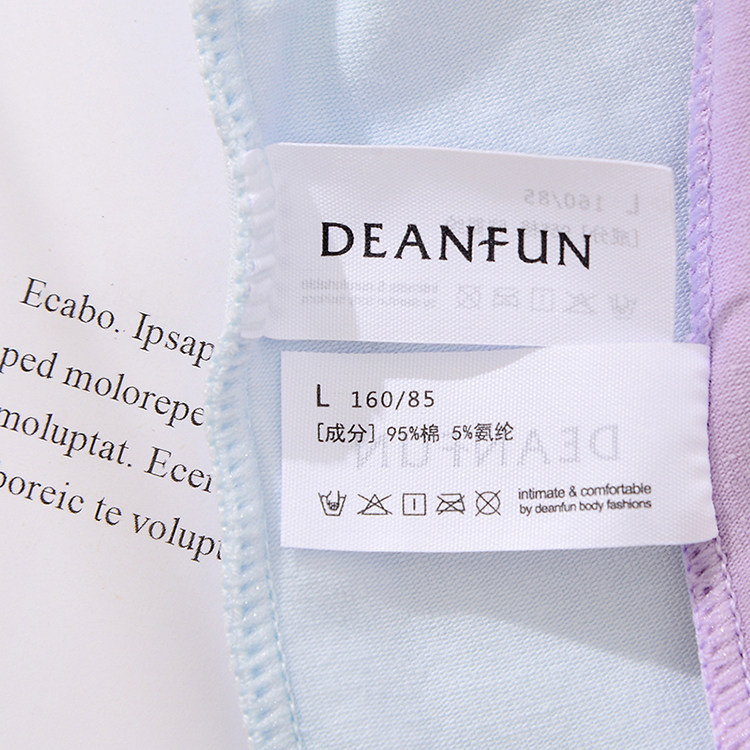 DEANFUN
L 160/85
[成分] 95%棉 5%氨纶
intimate & comfortable
by deanfun body fashions
Ecabo. Ipsap
ped molorepe
moluptat. Ecer
boreic te volupt